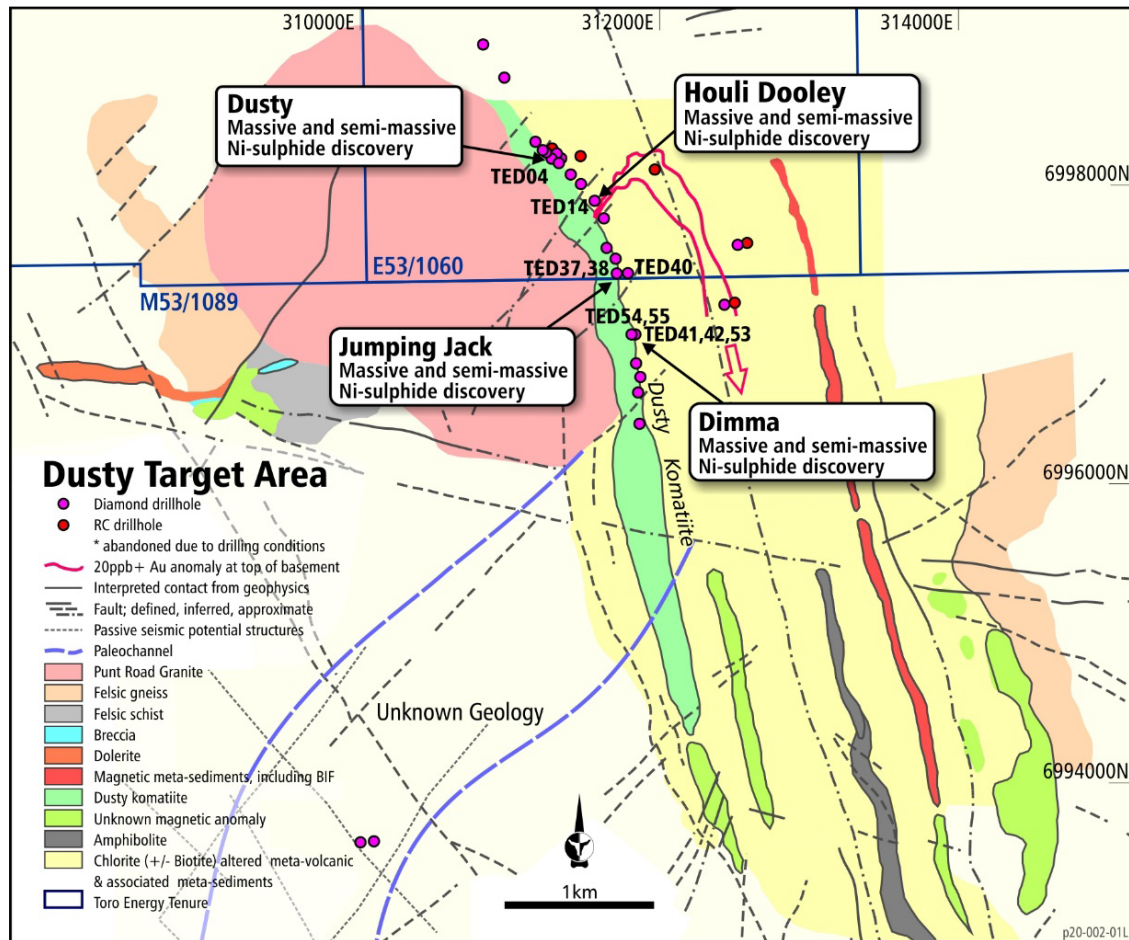 310000E
312000E
314000E
Dusty
Massive and semi-massive
Ni-sulphide discovery
Houli Dooley
Massive and semi-massive
Ni-sulphide discovery
TED04
6998000N
TED14
E53/1060
TED37,38
TED40
M53/1089
TED54,55
TED41,42,53
Jumping Jack
Massive and semi-massive
Ni-sulphide discovery
Dusty Komatiite
Dimma
Massive and semi-massive
Ni-sulphide discovery
6996000N
Dusty Target Area
Diamond drillhole
RC drillhole
* abandoned due to drilling conditions
20ppb+ Au anomaly at top of basement
Interpreted contact from geophysics
Fault; defined, inferred, approximate
Passive seismic potential structures
Paleochannel
Punt Road Granite
Felsic gneiss
Felsic schist
Breccia
Dolerite
Magnetic meta-sediments, including BIF
Dusty komatiite
Unknown magnetic anomaly
Amphibolite
Chlorite (+/- Biotite) altered meta-volcanic
& associated meta-sediments
Toro Energy Tenure
Unknown Geology
6994000N
1km
p20-002-01L